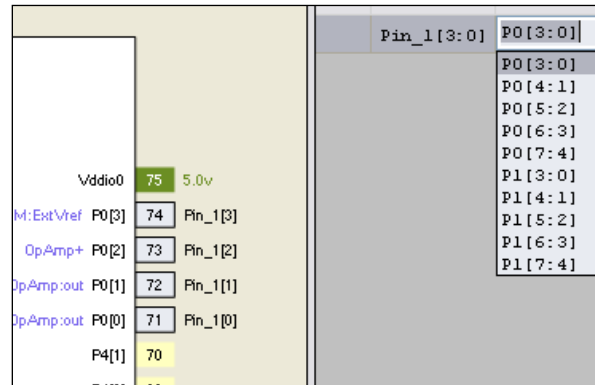 Pin_1[3:0] P0[3:0]
P0[3:0]
P0[4:1]
P0[5:2]
P0[6:3]
P0[7:4]
P1[3:0]
P1[4:1]
P1[5:2]
P1[6:3]
P1[7:4]
Vddio0 75 5.0v
M:ExtVref P0[3] 74 Pin_1[3]
OpAmp+ P0[2] 73 Pin_1[2]
OpAmp:out P0[1] 72 Pin_1[1]
OpAmp:out P0[0] 71 Pin_1[0]
P4[1] 70